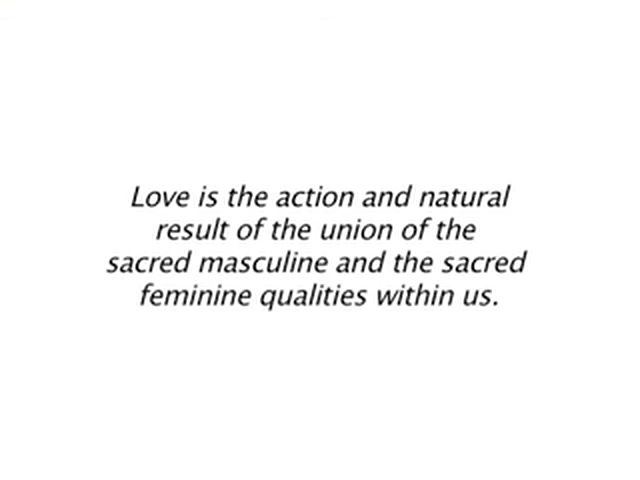 Love is the action and natural
result of the union of the
sacred masculine and the sacred
feminine qualities within us.